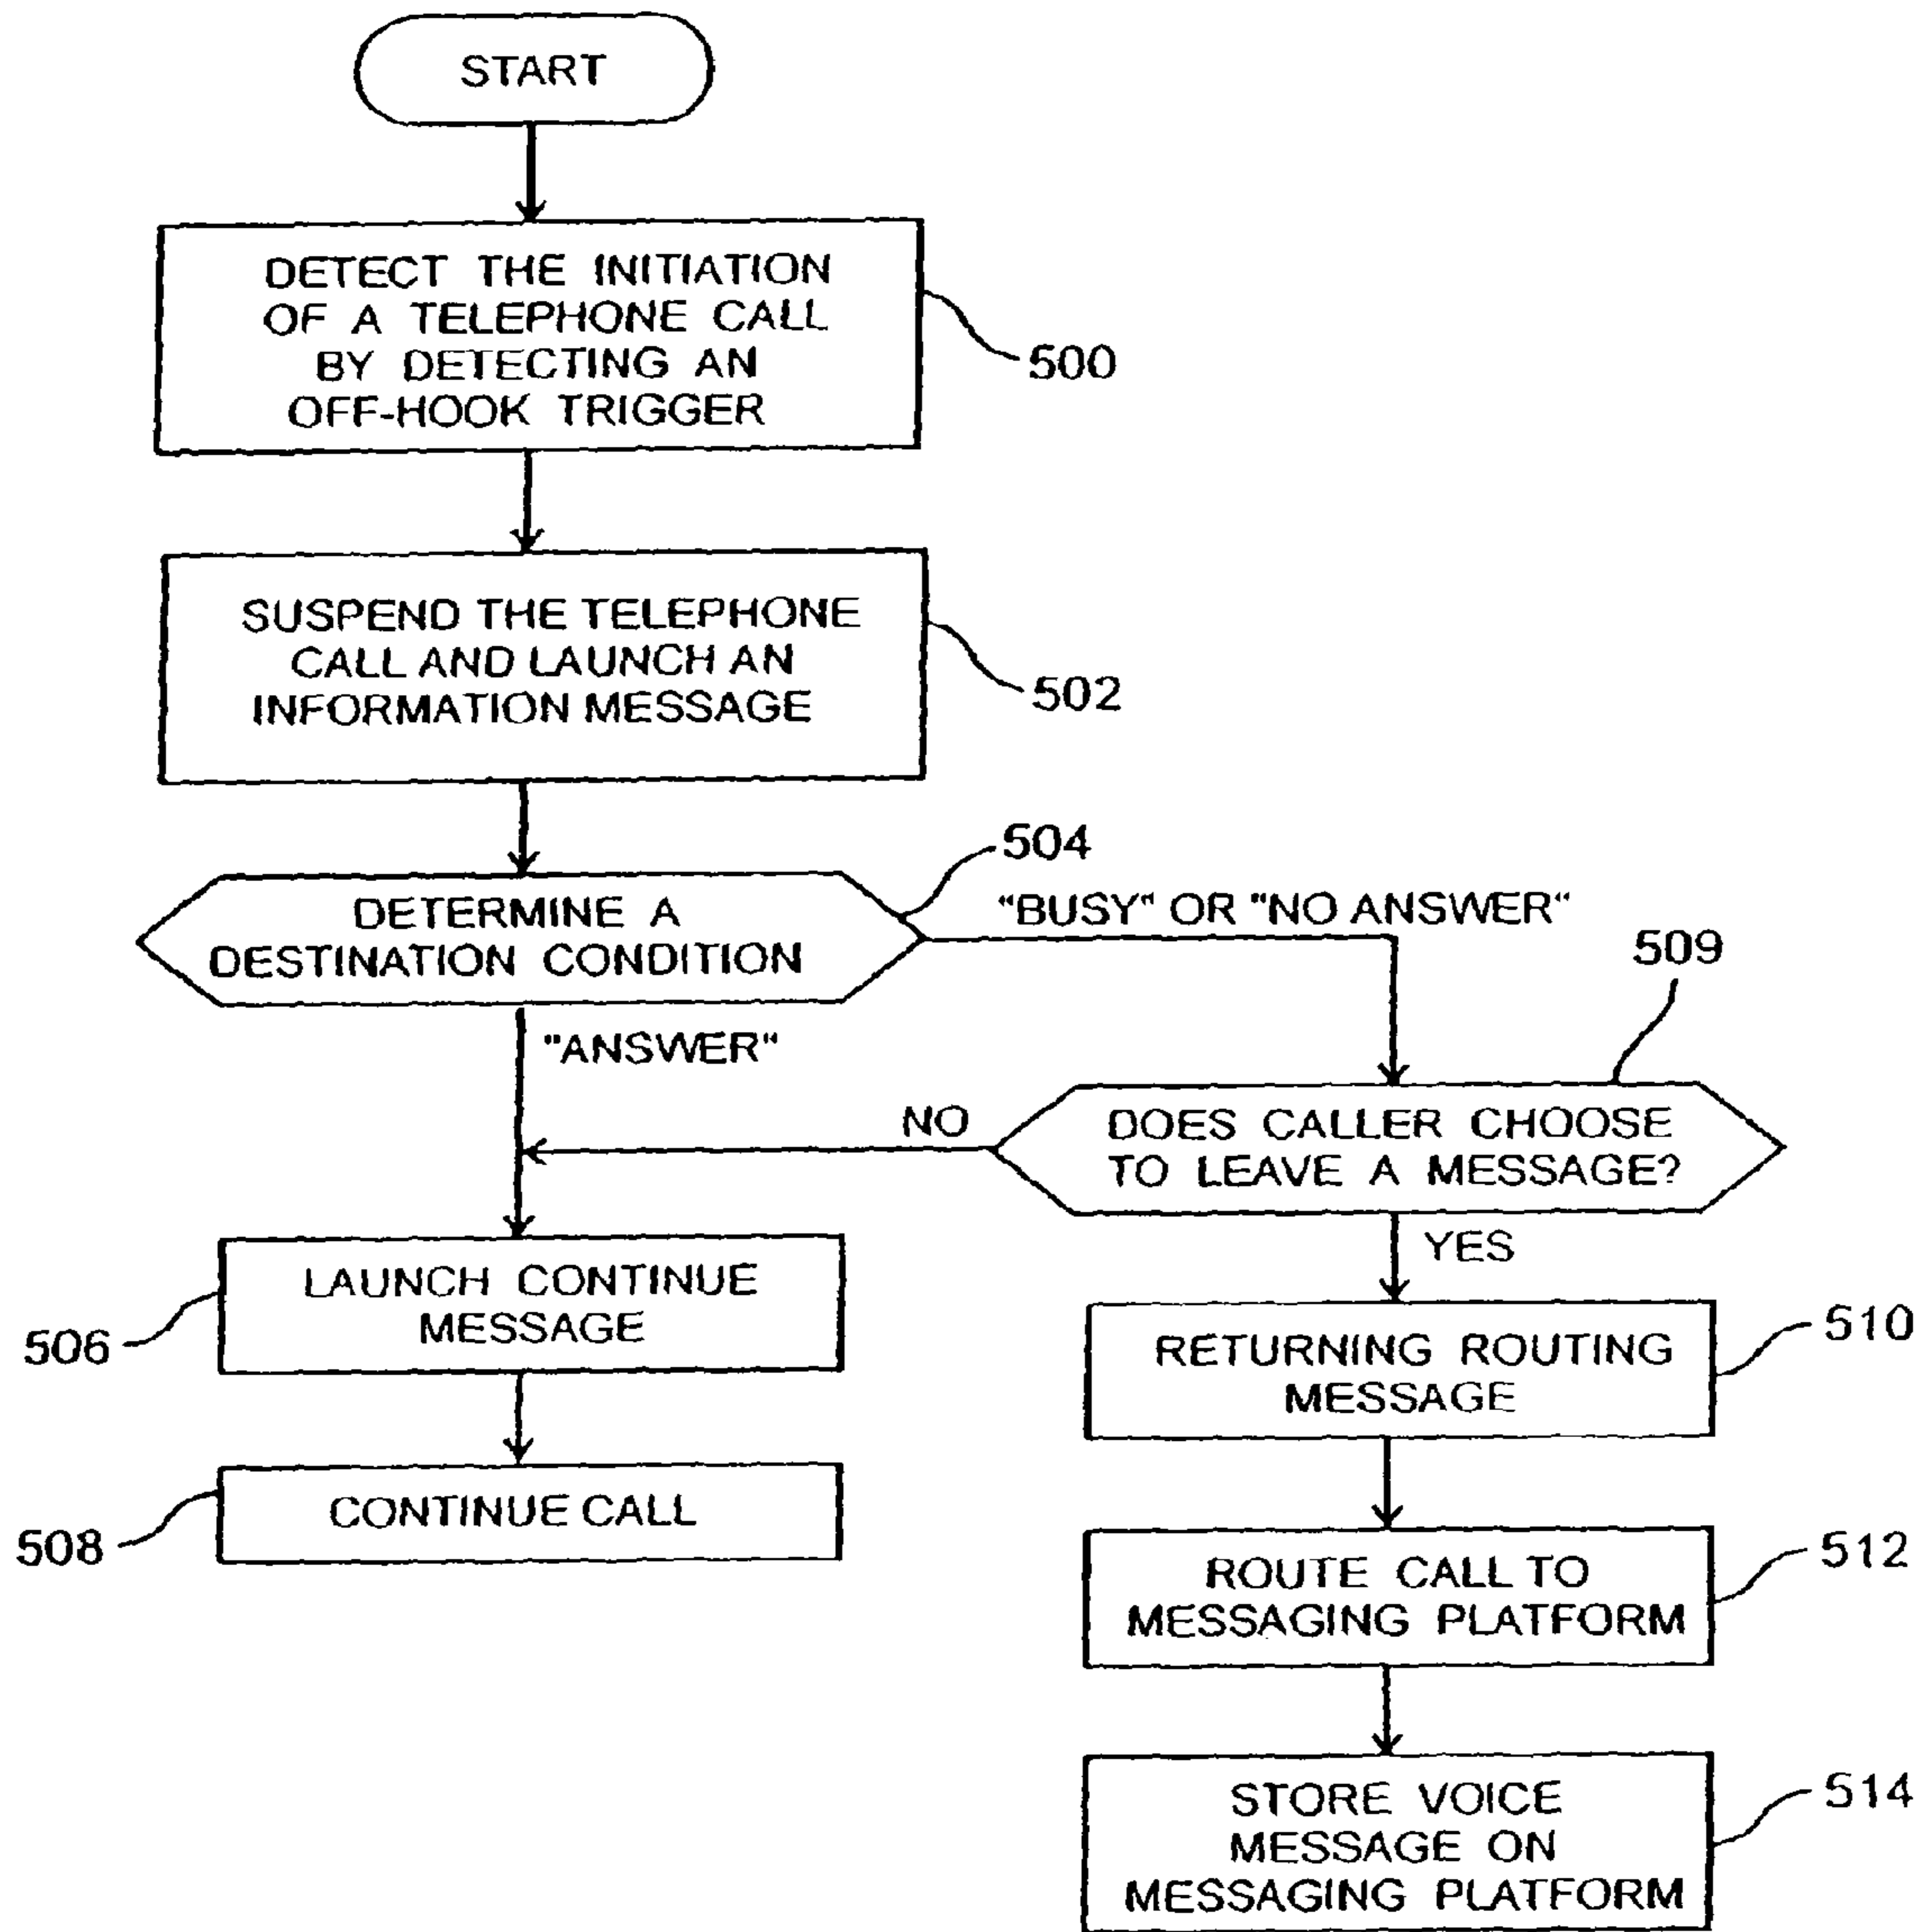 START
DETECT THE INITIATION
OF A TELEPHONE CALL
BY DETECTING AN
OFF-HOOK TRIGGER
500
SUSPEND THE TELEPHONE
CALL AND LAUNCH AN
INFORMATION MESSAGE
502
504
DETERMINE A
DESTINATION CONDITION
"BUSY" OR "NO ANSWER"
509
"ANSWER"
NO
DOES CALLER CHOOSE
TO LEAVE A MESSAGE?
YES
LAUNCH CONTINUE
MESSAGE
506
RETURNING ROUTING
MESSAGE
510
CONTINUE CALL
508
ROUTE CALL TO
MESSAGING PLATFORM
512
STORE VOICE
MESSAGE ON
MESSAGING PLATFORM
514